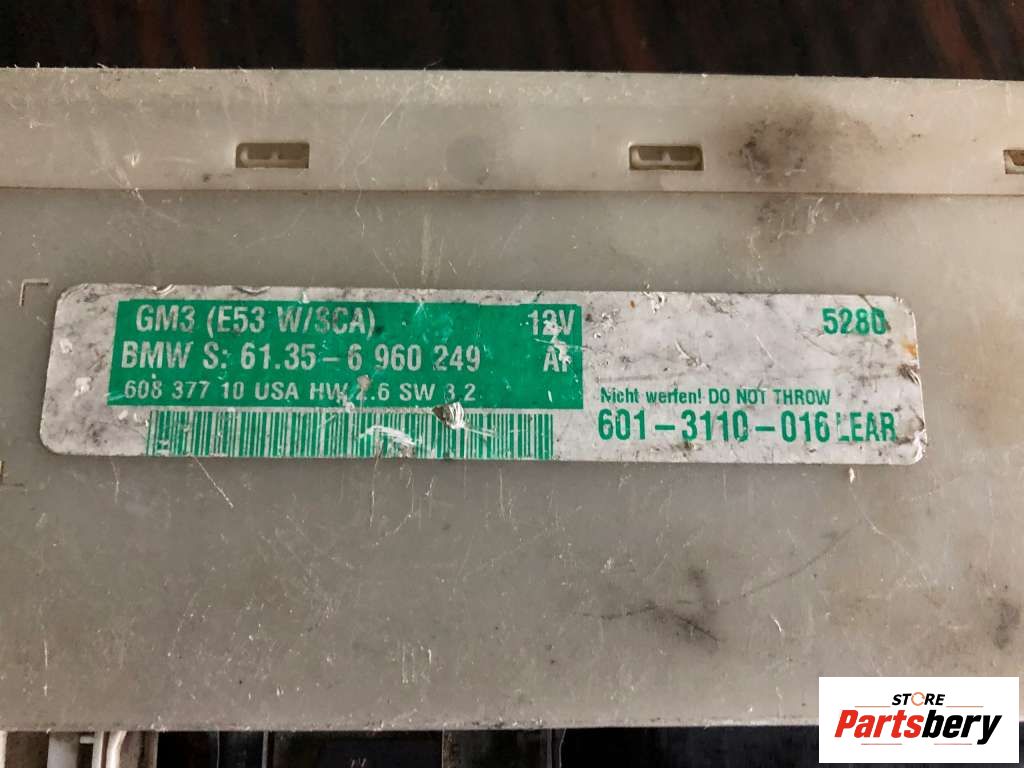 GM3 (E53 W/SCA) 12V
BMW S: 61.35-6 960 249
608 377 10 USA HW 2.6 SW 3.2
5280
Nicht werfen! DO NOT THROW
601-3110-016 LEAR
STORE
Partsbery